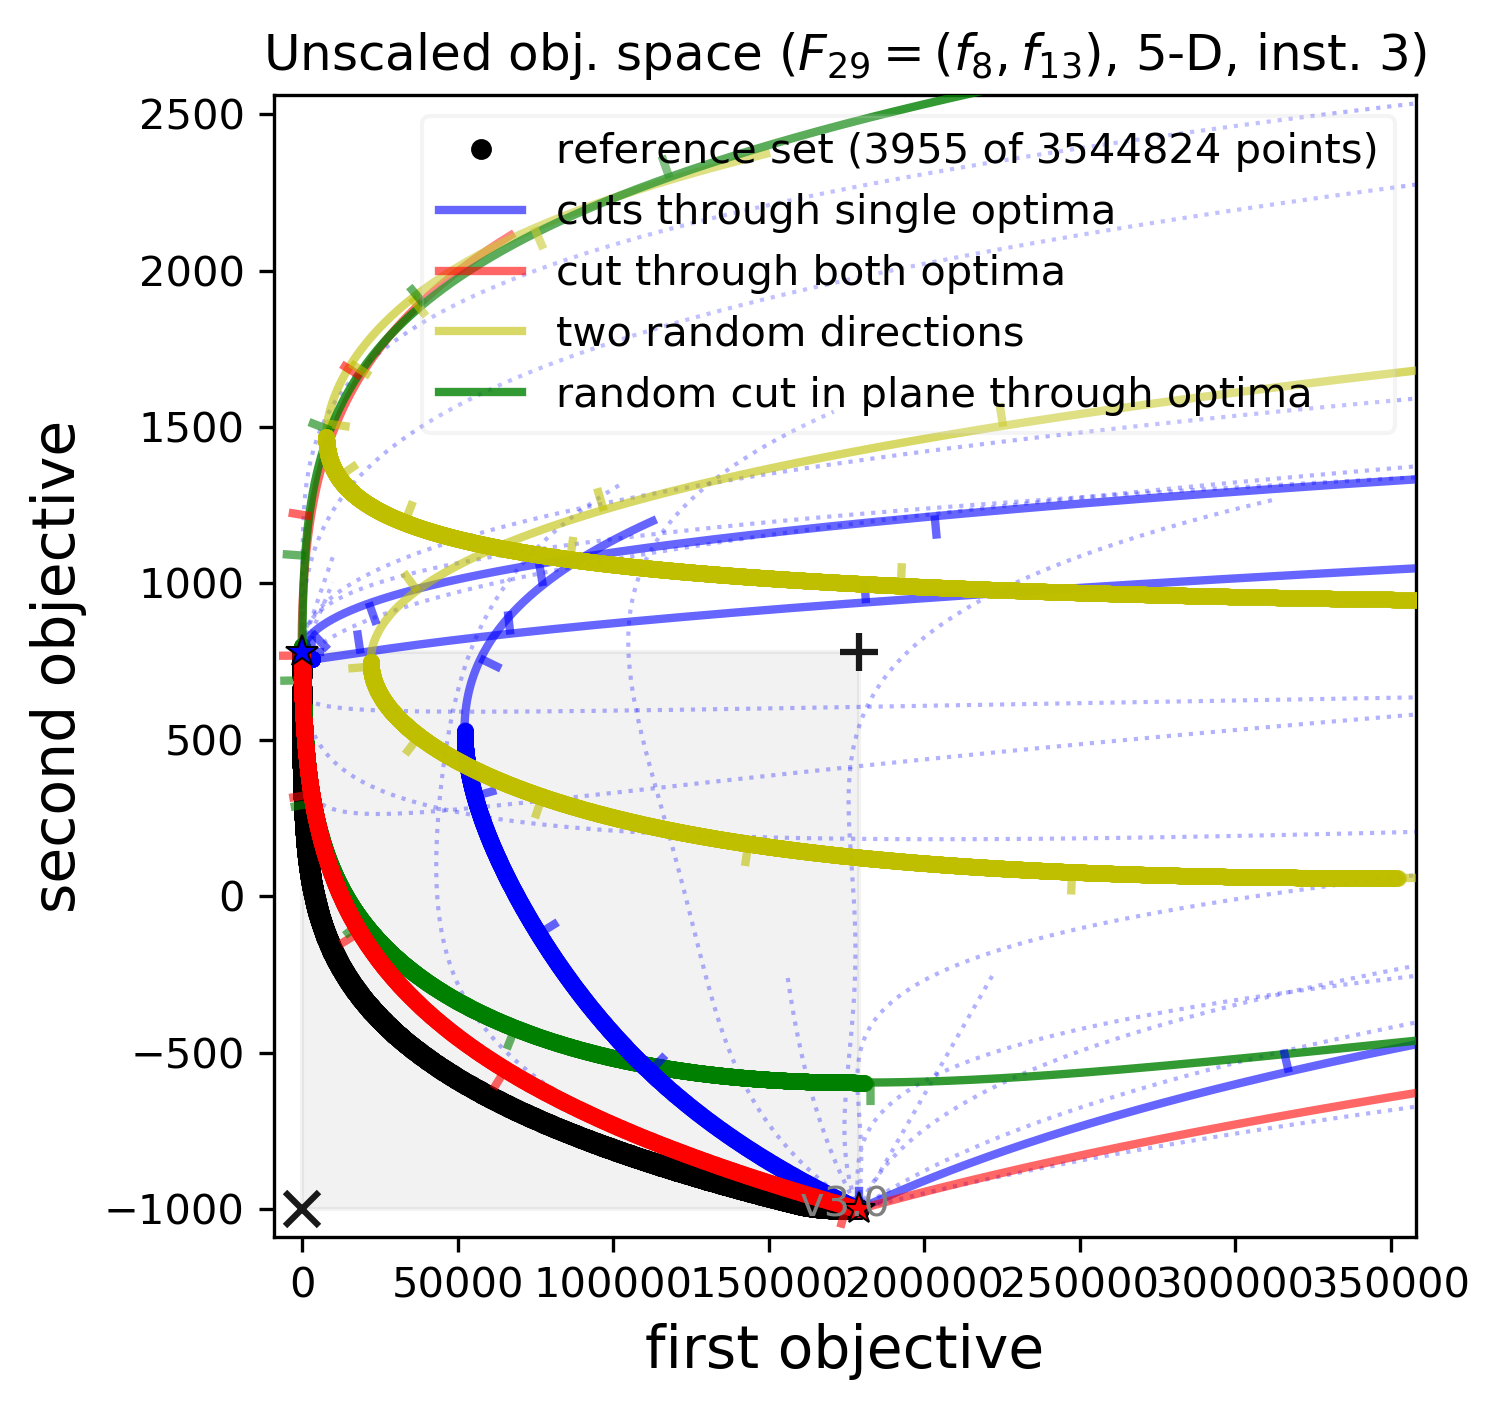 Unscaled obj. space (F₂₉ = (f₈, f₁₃), 5-D, inst. 3)
reference set (3955 of 3544824 points)
cuts through single optima
cut through both optima
two random directions
random cut in plane through optima
second objective
2500
2000
1500
1000
500
0
−500
−1000
v3.0
0 50000 100000 150000 200000 250000 300000 350000
first objective